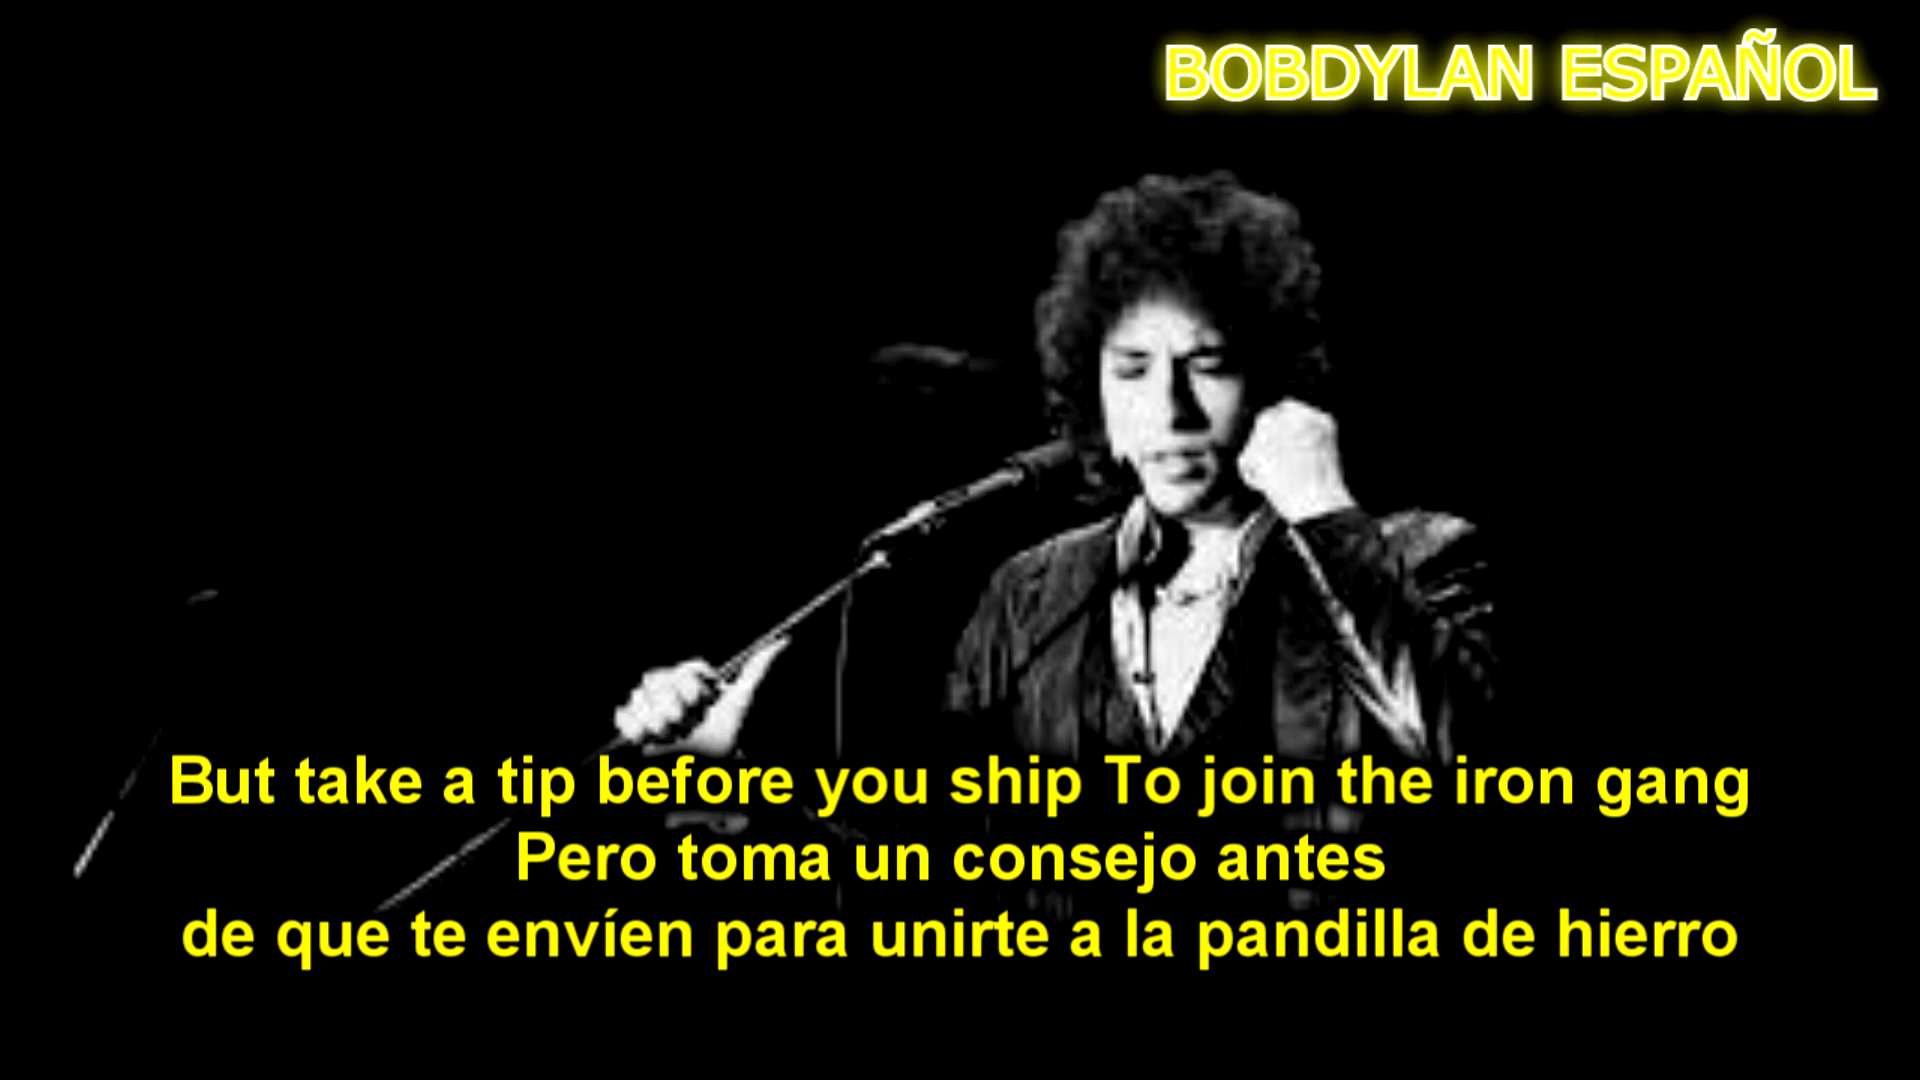 BOBDYLAN ESPAÑOL
But take a tip before you ship To join the iron gang
Pero toma un consejo antes
de que te envíen para unirte a la pandilla de hierro